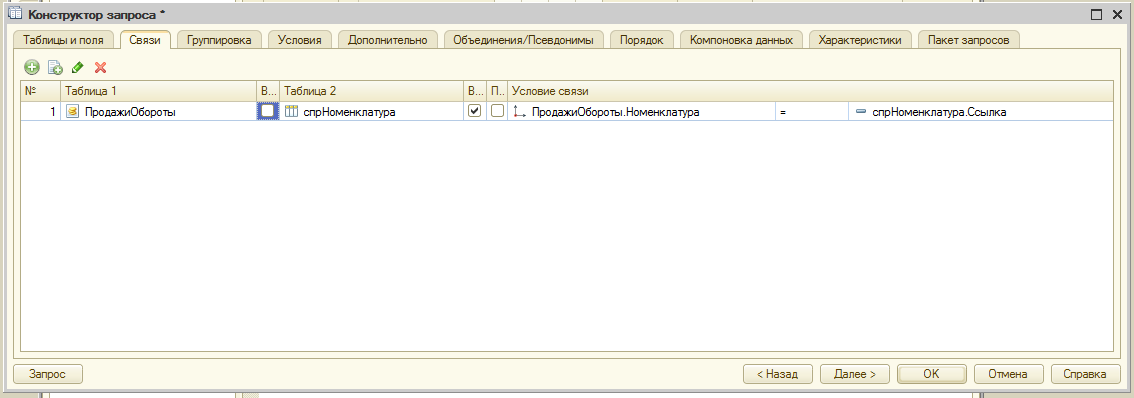 Конструктор запроса *
Таблицы и поля Связи Группировка Условия Дополнительно Объединения/Псевдонимы Порядок Компоновка данных Характеристики Пакет запросов
№ Таблица 1 В... Таблица 2 В... П.. Условие связи
1 ПродажиОбороты спрНоменклатура ПродажиОбороты.Номенклатура = спрНоменклатура.Ссылка
Запрос < Назад Далее > OK Отмена Справка